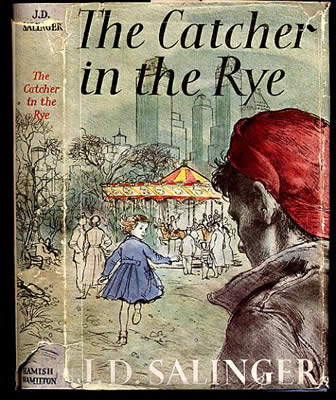 J.D.
SALINGER
The
Catcher
in the
Rye
HAMISH
HAMILTON
The Catcher
in the Rye
J.D. SALINGER